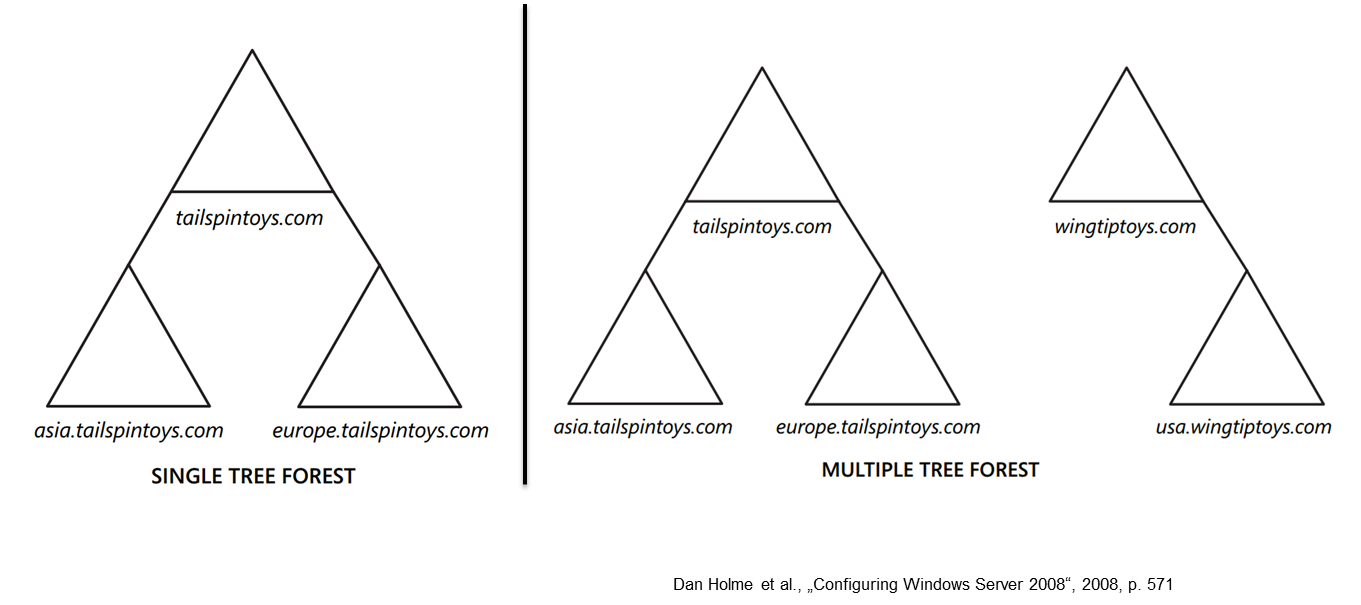 tailspintoys.com
asia.tailspintoys.com
europe.tailspintoys.com
SINGLE TREE FOREST
tailspintoys.com
wingtiptoys.com
asia.tailspintoys.com
europe.tailspintoys.com
usa.wingtiptoys.com
MULTIPLE TREE FOREST
Dan Holme et al., „Configuring Windows Server 2008“, 2008, p. 571